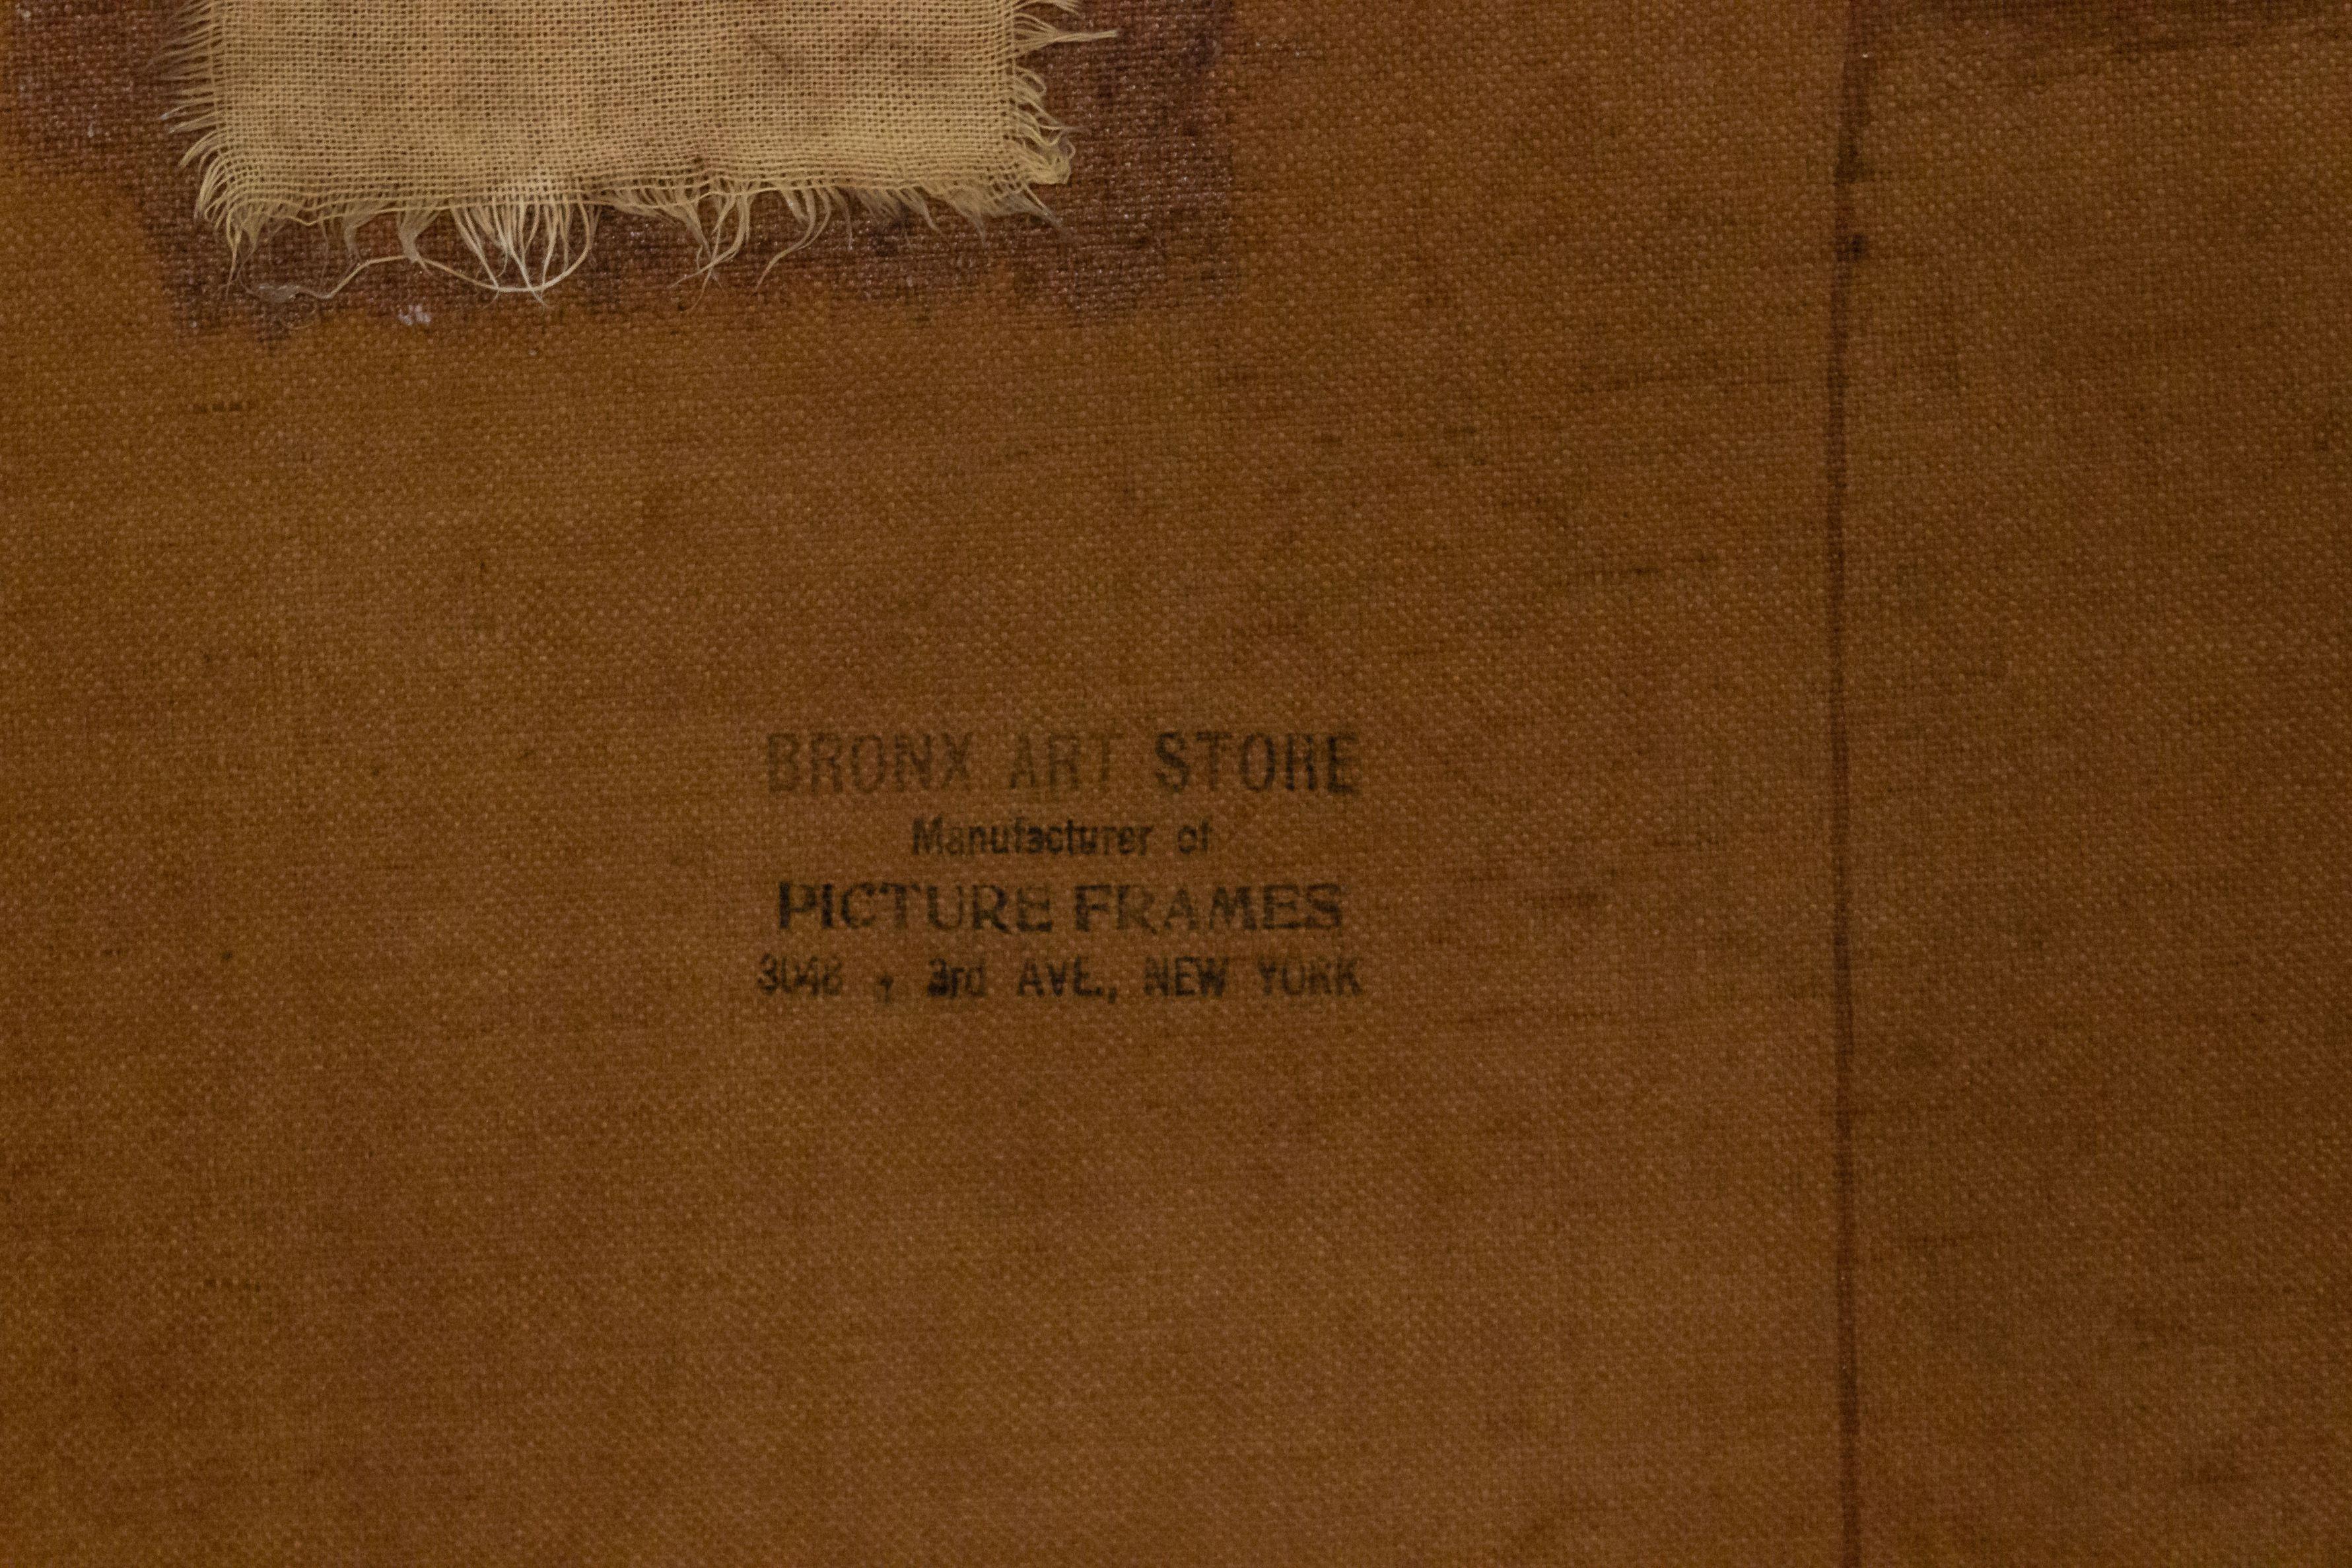 BRONX ART STORE
Manufacturer of
PICTURE FRAMES
3048 - 3rd AVE., NEW YORK